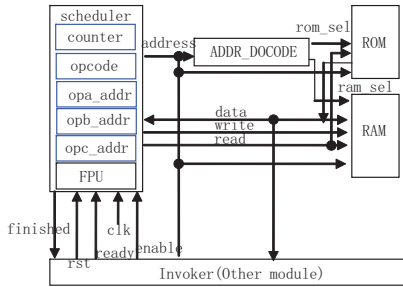 scheduler
counter
opcode
opa_addr
opb_addr
opc_addr
FPU
address
ADDR_DOCODE
rom_sel
ROM
ram_sel
RAM
data
write
read
finished
rst
ready
clk
enable
Invoker(Other module)